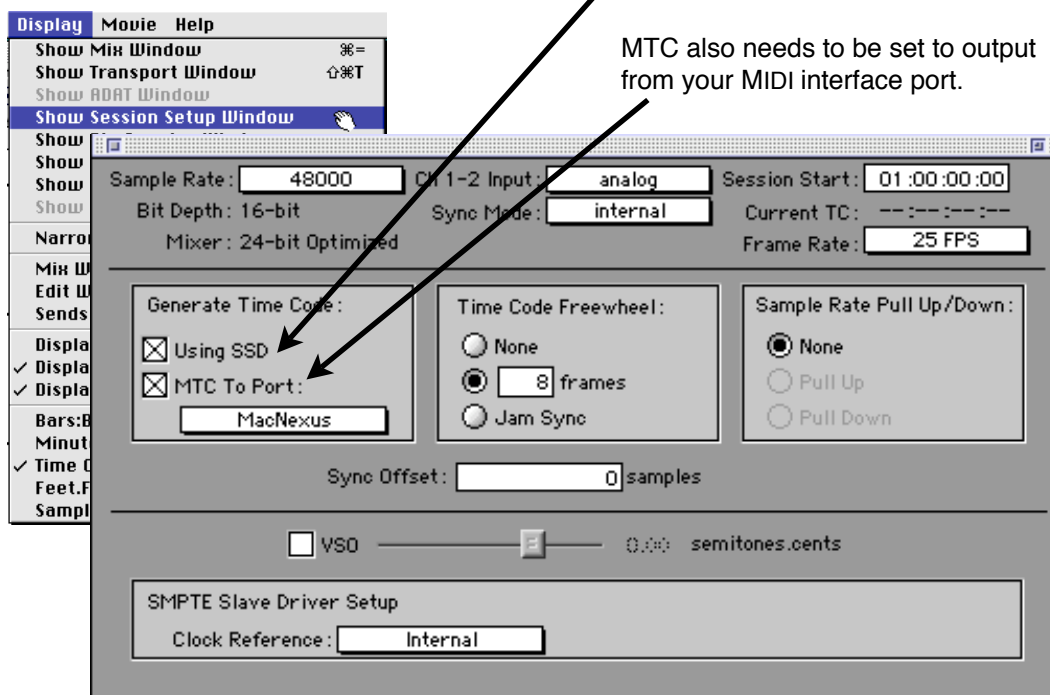 Display Movie Help
Show Mix Window ⌘=
Show Transport Window ⇧⌘T
Show ADAT Window
Show Session Setup Window
Show
Show
Show
Show
Narro
Mix W
Edit W
Sends
Displa
✓ Displa
✓ Displa
Bars:B
Minut
✓ Time C
Feet.F
Sampl
MTC also needs to be set to output
from your MIDI interface port.
Sample Rate: 48000 Ch 1-2 Input: analog Session Start: 01:00:00:00
Bit Depth: 16-bit Sync Mode: internal Current TC: --:--:--:--
Mixer: 24-bit Optimized Frame Rate: 25 FPS
Generate Time Code:
Using SSD
MTC To Port:
MacNexus
Time Code Freewheel:
None
8 frames
Jam Sync
Sample Rate Pull Up/Down:
None
Pull Up
Pull Down
Sync Offset: 0 samples
VSO 0.00 semitones.cents
SMPTE Slave Driver Setup
Clock Reference: Internal